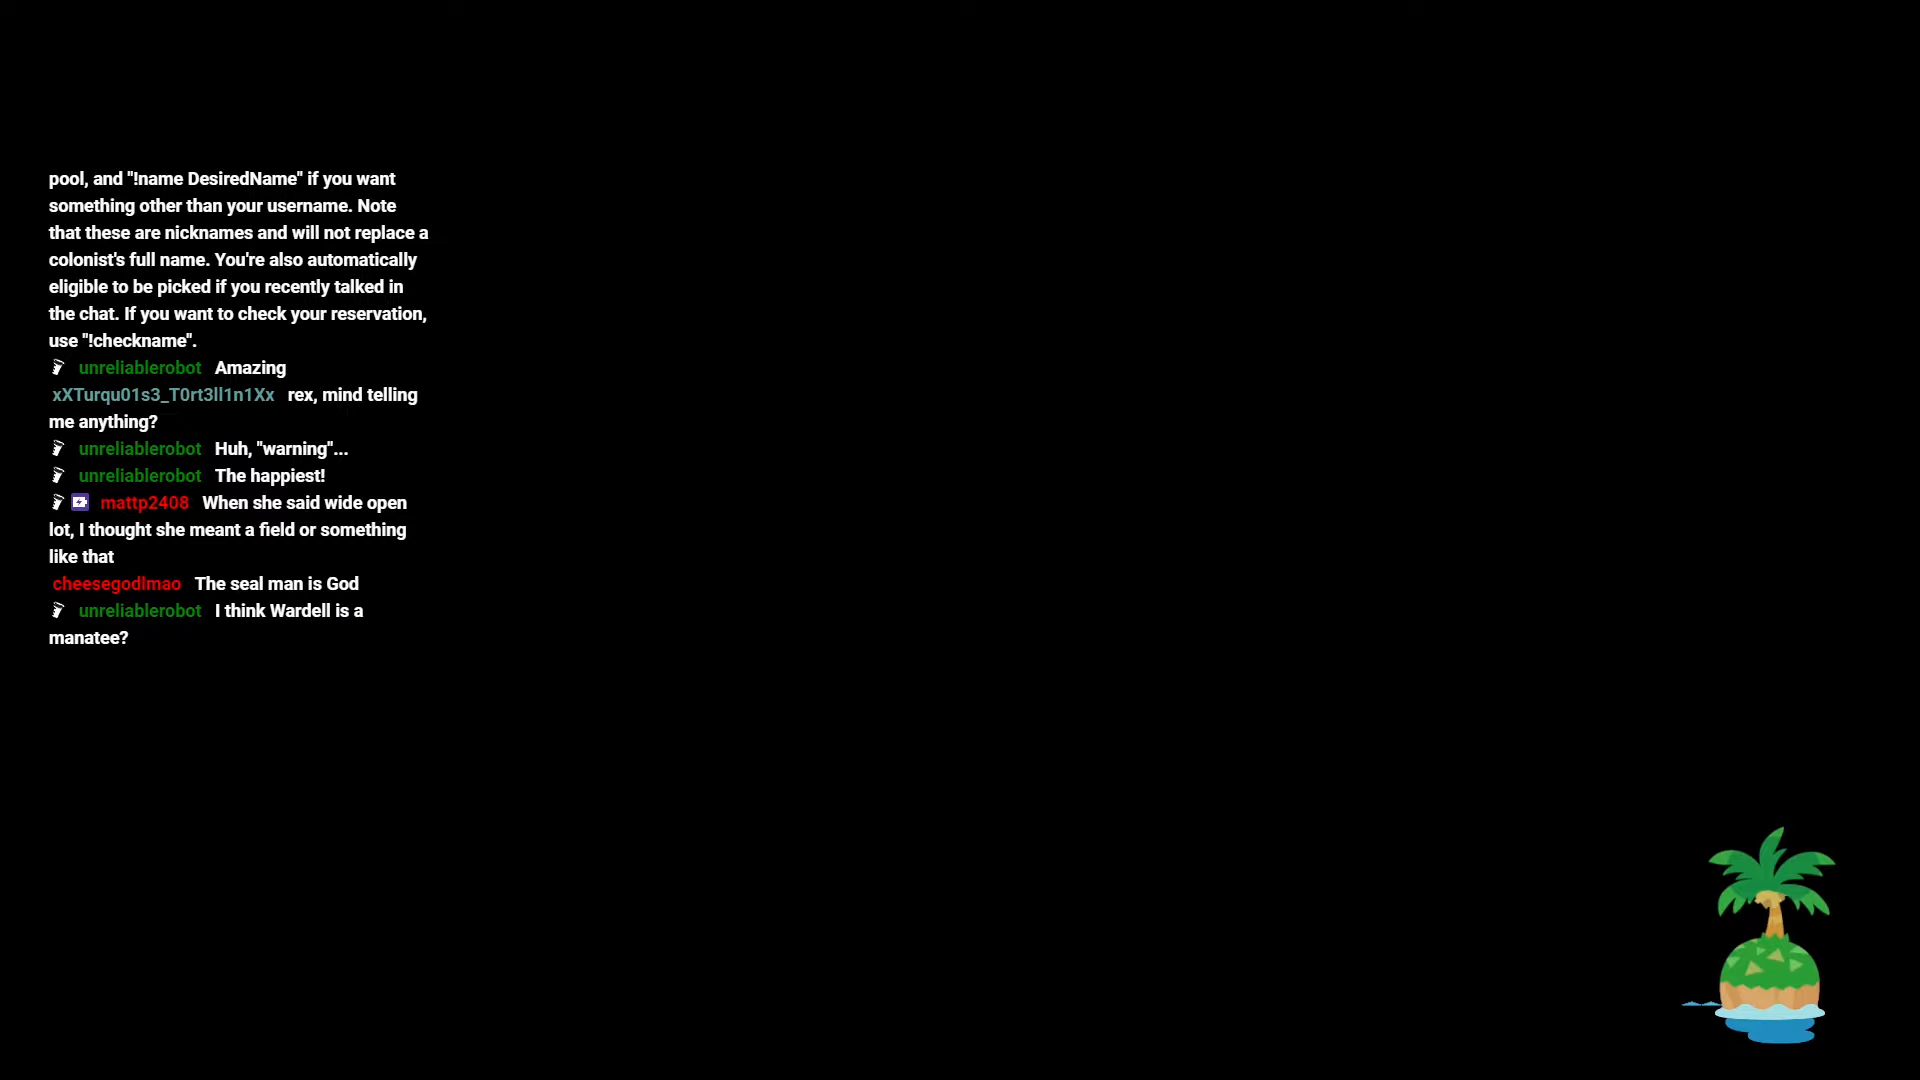 pool, and "!name DesiredName" if you want
something other than your username. Note
that these are nicknames and will not replace a
colonist's full name. You're also automatically
eligible to be picked if you recently talked in
the chat. If you want to check your reservation,
use "!checkname".
unreliablerobot Amazing
xXTurqu01s3_T0rt3ll1n1Xx rex, mind telling
me anything?
unreliablerobot Huh, "warning"...
unreliablerobot The happiest!
mattp2408 When she said wide open
lot, I thought she meant a field or something
like that
cheesegodlmao The seal man is God
unreliablerobot I think Wardell is a
manatee?